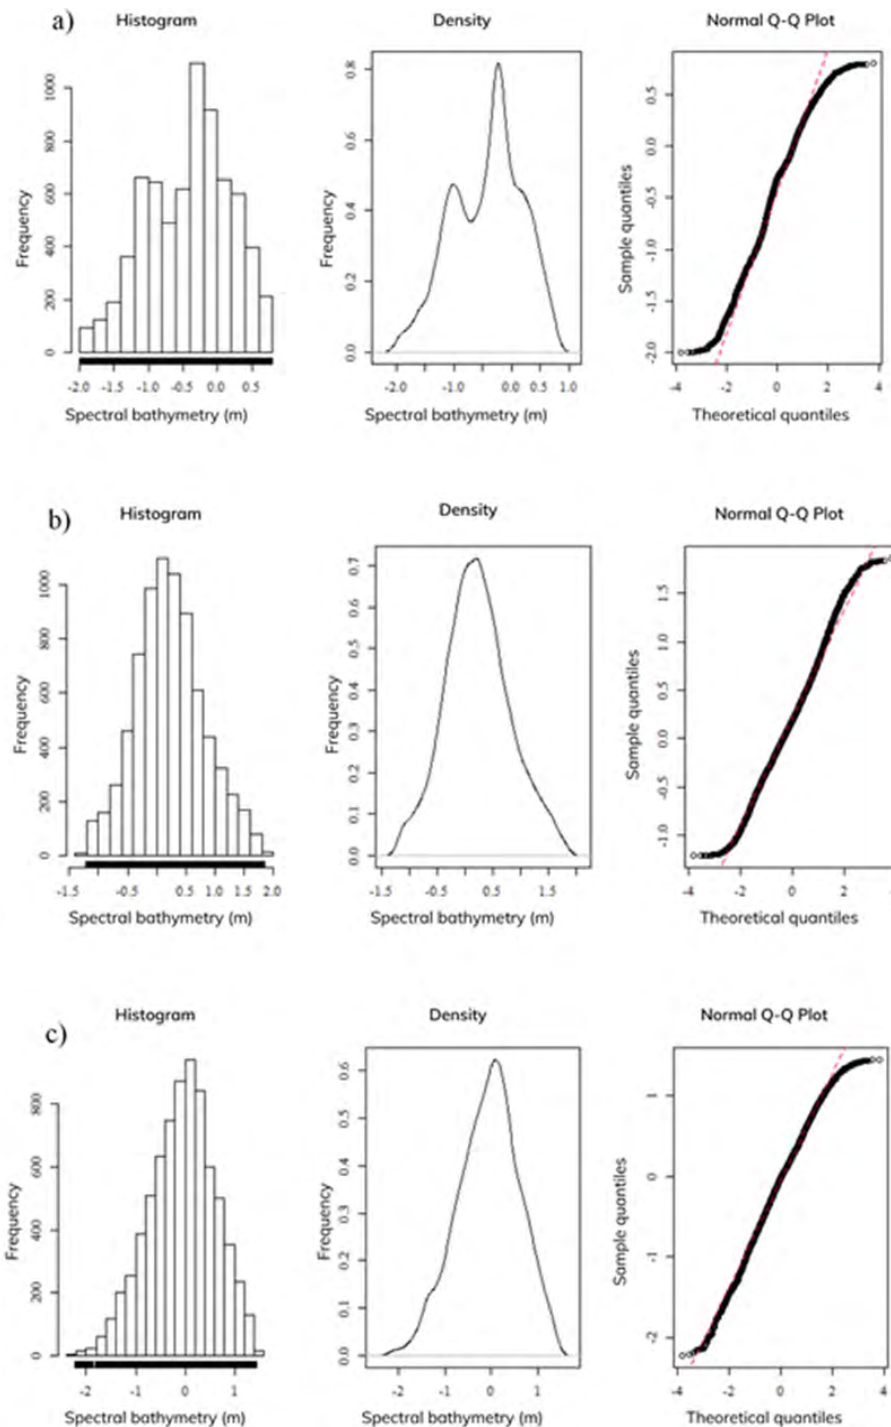 a)
Histogram
Density
Normal Q-Q Plot
Frequency
0 200 400 600 800 1000
-2.0 -1.5 -1.0 -0.5 0.0 0.5
Spectral bathymetry (m)
Frequency
0.0 0.2 0.4 0.6 0.8
-2.0 -1.0 0.0 1.0
Spectral bathymetry (m)
Sample quantiles
-2.0 -1.5 -1.0 -0.5 0.0 0.5
-4 -2 0 2 4
Theoretical quantiles
b)
Histogram
Density
Normal Q-Q Plot
Frequency
0 200 400 600 800 1000
-1.5 -0.5 0.5 1.0 1.5 2.0
Spectral bathymetry (m)
Frequency
0.0 0.1 0.2 0.3 0.4 0.5 0.6 0.7
-1.5 -0.5 0.5 1.5
Spectral bathymetry (m)
Sample quantiles
-1.0 -0.5 0.0 0.5 1.0 1.5
-4 -2 0 2
Theoretical quantiles
c)
Histogram
Density
Normal Q-Q Plot
Frequency
0 200 400 600 800
-2 -1 0 1
Spectral bathymetry (m)
Frequency
0.0 0.1 0.2 0.3 0.4 0.5 0.6
-2 -1 0 1
Spectral bathymetry (m)
Sample quantiles
-2 -1 0 1
-4 -2 0 2 4
Theoretical quantiles